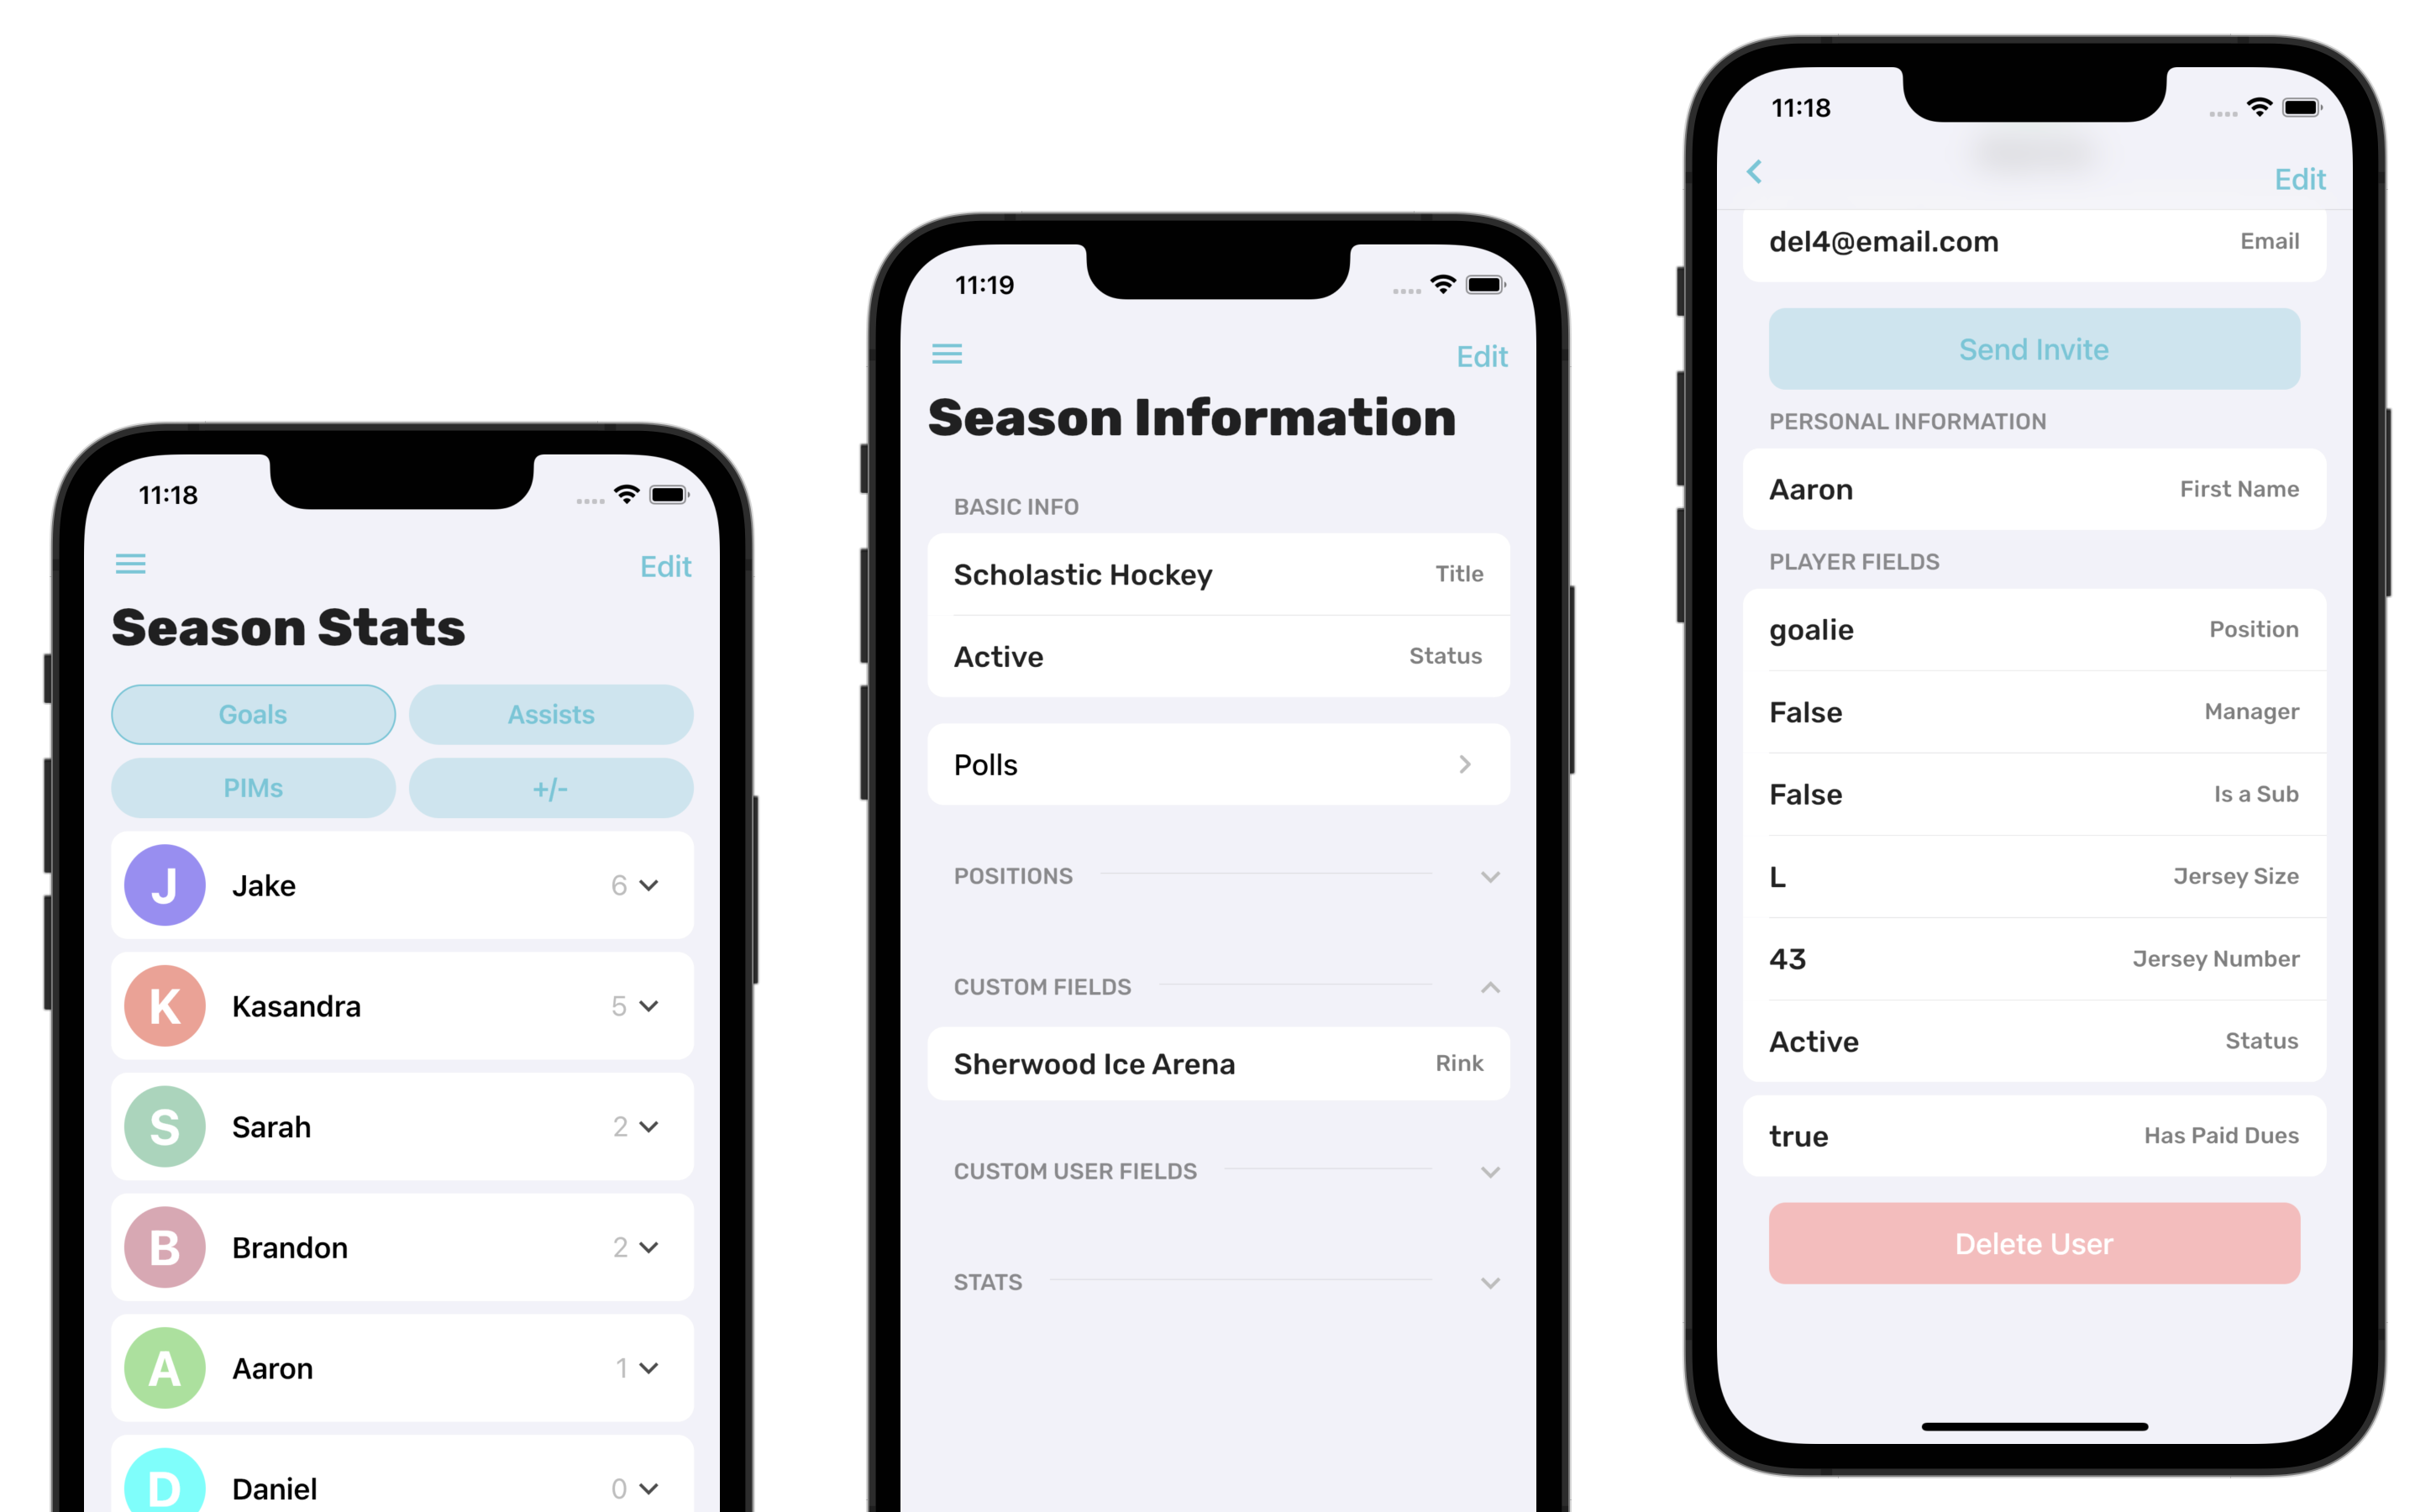 11:18
Edit
Season Stats
Goals Assists
PIMs +/-
J Jake 6
K Kasandra 5
S Sarah 2
B Brandon 2
A Aaron 1
D Daniel 0
11:19
Edit
Season Information
BASIC INFO
Scholastic Hockey Title
Active Status
Polls
POSITIONS
CUSTOM FIELDS
Sherwood Ice Arena Rink
CUSTOM USER FIELDS
STATS
11:18
Edit
del4@email.com Email
Send Invite
PERSONAL INFORMATION
Aaron First Name
PLAYER FIELDS
goalie Position
False Manager
False Is a Sub
L Jersey Size
43 Jersey Number
Active Status
true Has Paid Dues
Delete User